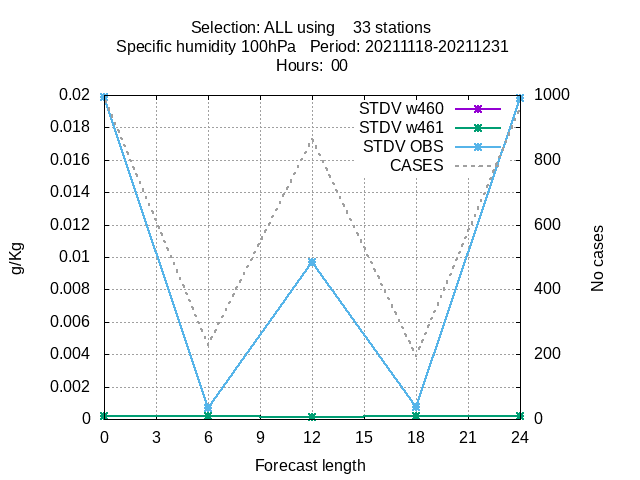 Selection: ALL using    33 stations
Specific humidity 100hPa   Period: 20211118-20211231
Hours:  00
STDV w460
STDV w461
STDV OBS
CASES
0.02
0.018
0.016
0.014
0.012
0.01
0.008
0.006
0.004
0.002
0
g/Kg
1000
800
600
400
200
0
No cases
0 3 6 9 12 15 18 21 24
Forecast length